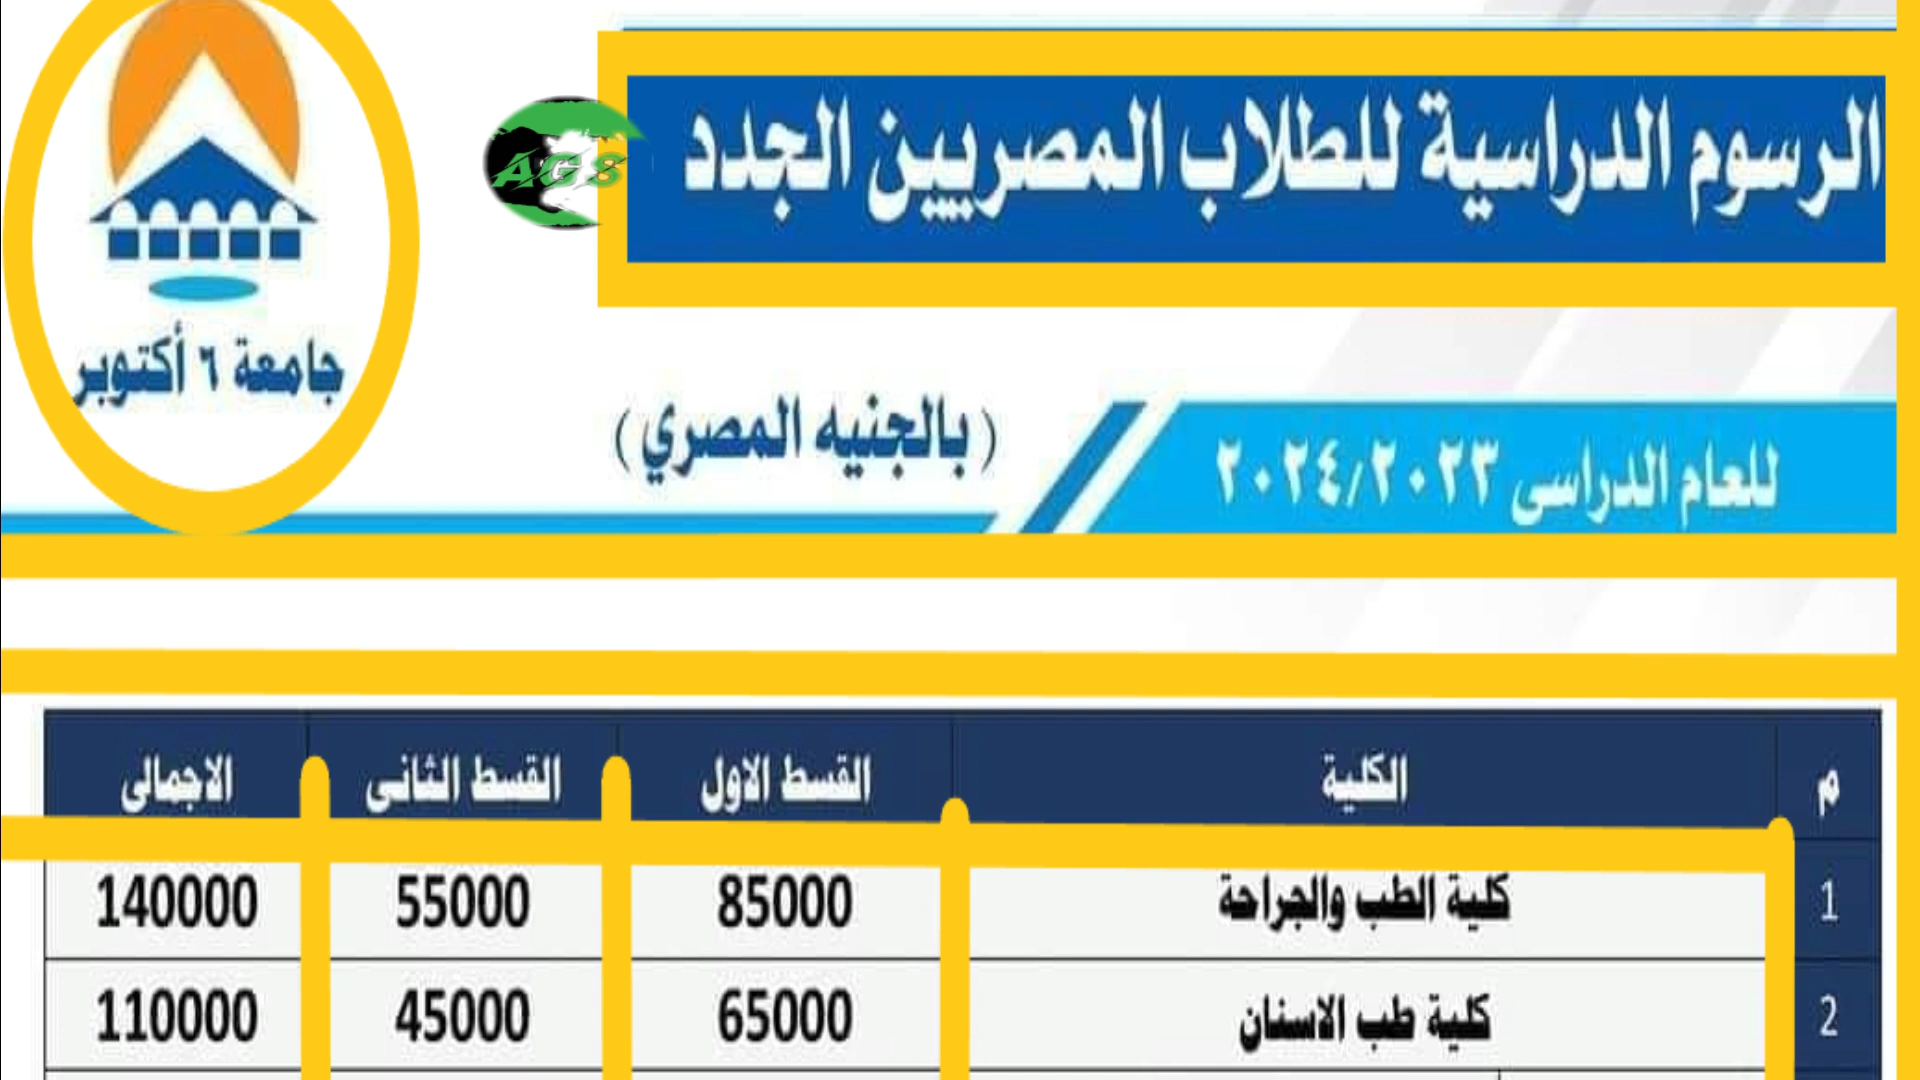 الرسوم الدراسية للطلاب المصريين الجدد
AG8
جامعة ٦ أكتوبر
(بالجنيه المصري)
للعام الدراسى ٢٠٢٤/٢٠٢٣
م الكلية القسط الاول القسط الثانى الاجمالى
1 كلية الطب والجراحة 85000 55000 140000
2 كلية طب الاسنان 65000 45000 110000